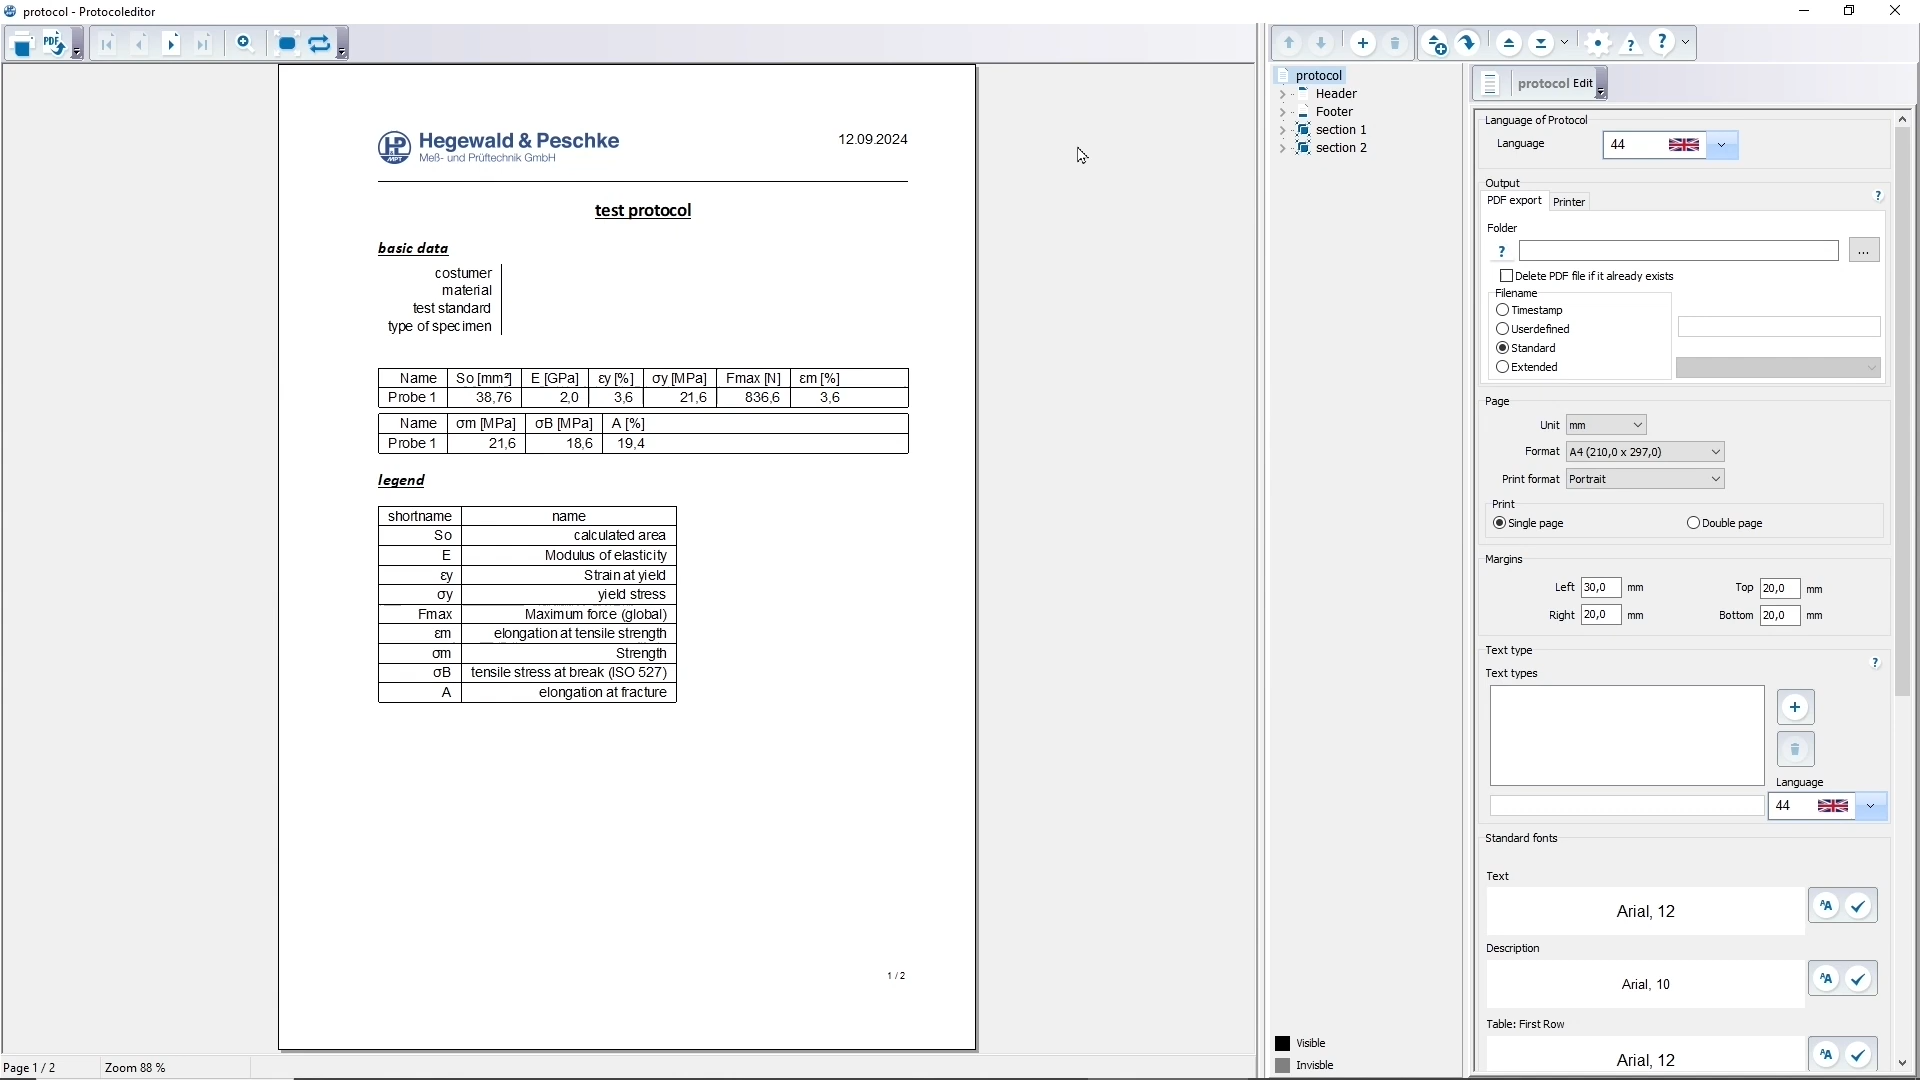 protocol - Protocoleditor
PDF
protocol
Header
Footer
section 1
section 2
protocol Edit
Hegewald & Peschke
Meß- und Prüftechnik GmbH
HP
MPT
12.09.2024
test protocol
basic data
costumer
material
test standard
type of specimen
Name So [mm²] E [GPa] εy [%] σy [MPa] Fmax [N] εm [%]
Probe 1 38,76 2,0 3,6 21,6 836,6 3,6
Name σm [MPa] σB [MPa] A [%]
Probe 1 21,6 18,6 19,4
legend
shortname name
So calculated area
E Modulus of elasticity
εy Strain at yield
σy yield stress
Fmax Maximum force (global)
εm elongation at tensile strength
σm Strength
σB tensile stress at break (ISO 527)
A elongation at fracture
1 / 2
Page 1 / 2 Zoom 88 %
Visible
Invisible
Language of Protocol
Language 44
Output
PDF export Printer
Folder
? ...
Delete PDF file if it already exists
Filename
Timestamp
Userdefined
Standard
Extended
Page
Unit mm
Format A4 (210,0 x 297,0)
Print format Portrait
Print
Single page Double page
Margins
Left 30,0 mm Top 20,0 mm
Right 20,0 mm Bottom 20,0 mm
Text type
Text types
Language
44
Standard fonts
Text
Arial, 12
Description
Arial, 10
Table: First Row
Arial, 12